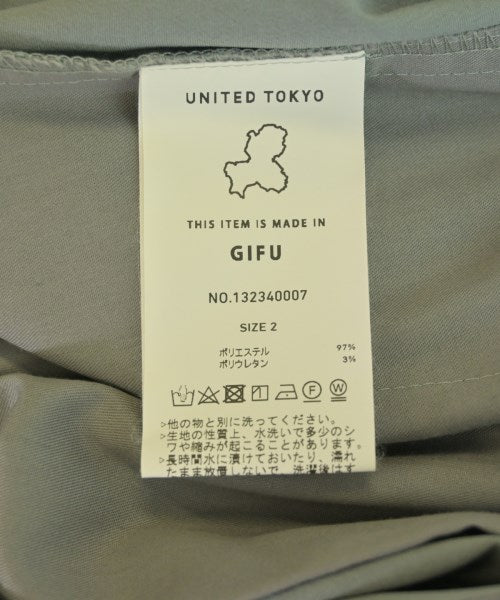 UNITED TOKYO
THIS ITEM IS MADE IN
GIFU
NO.132340007
SIZE 2
ポリエステル 97%
ポリウレタン 3%
F W
▷他の物と別に洗ってください。
▷生地の性質上、水洗いで多少のシ
ワや縮みが起こることがあります。
▷長時間水に漬けておいたり、濡れ
たまま放置しないで、洗濯後はす